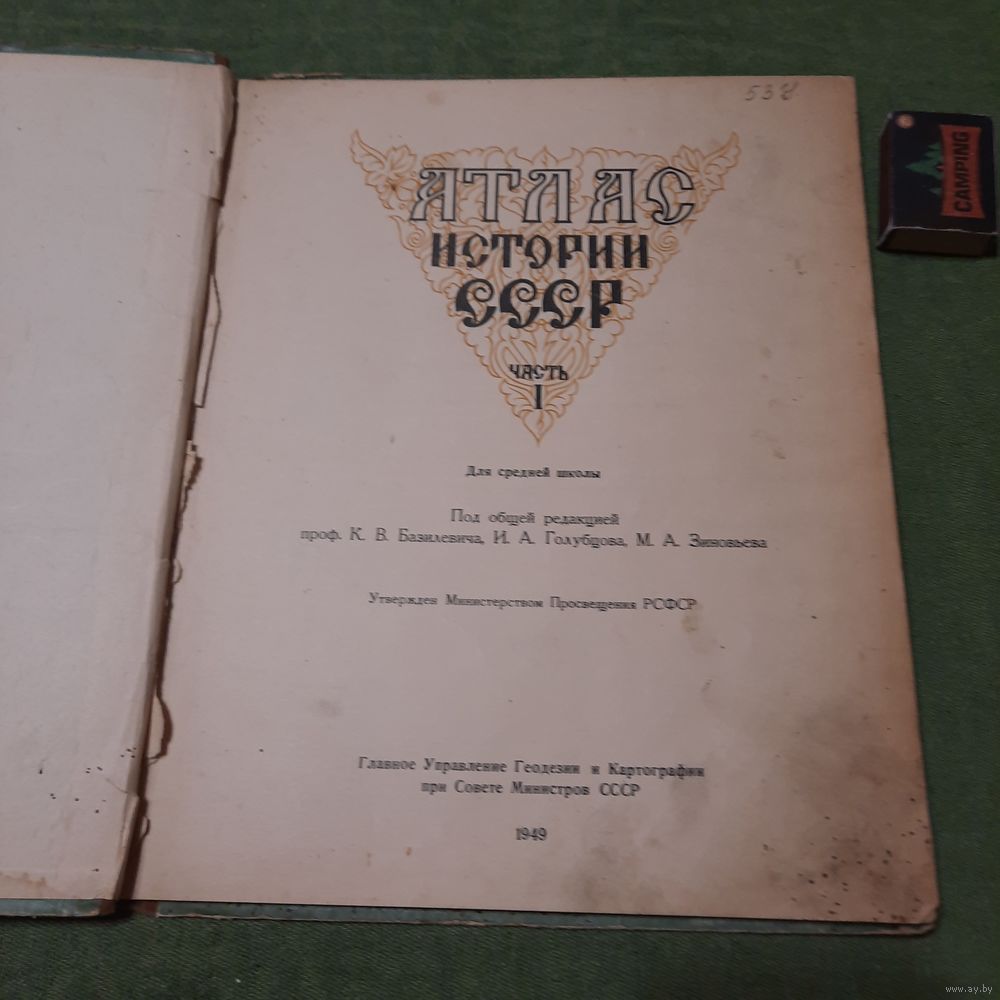 538
АТЛАС
ИСТОРИИ
СССР
ЧАСТЬ
I
Для средней школы
Под общей редакцией
проф. К. В. Базилевича, И. А. Голубцова, М. А. Зиновьева
Утвержден Министерством Просвещения РСФСР
Главное Управление Геодезии и Картографии
при Совете Министров СССР
1949
CAMPING
www.ay.by